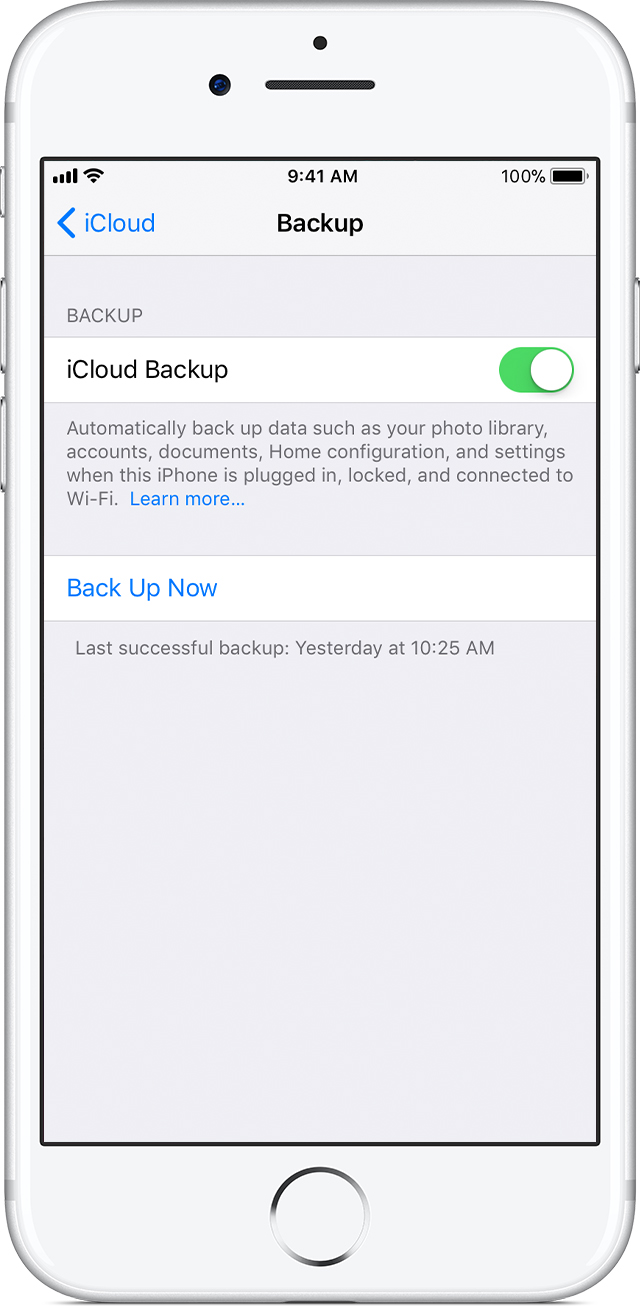 9:41 AM 100%
iCloud Backup
BACKUP
iCloud Backup
Automatically back up data such as your photo library,
accounts, documents, Home configuration, and settings
when this iPhone is plugged in, locked, and connected to
Wi-Fi. Learn more...
Back Up Now
Last successful backup: Yesterday at 10:25 AM